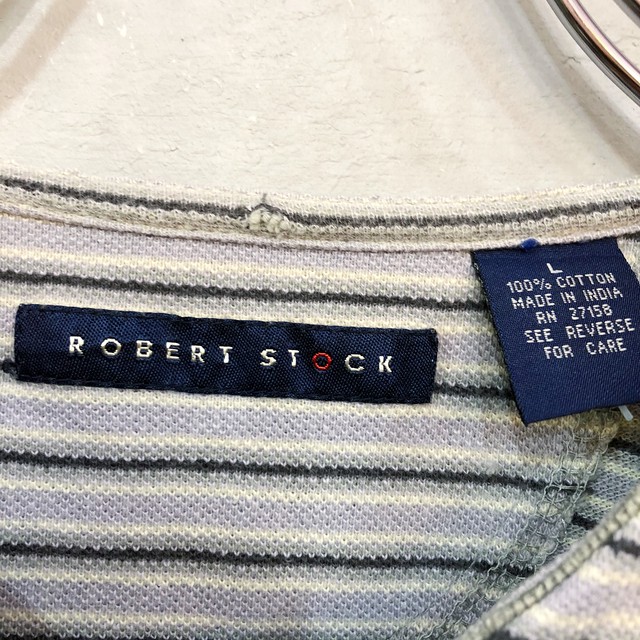 ROBERT STOCK
L
100% COTTON
MADE IN INDIA
RN 27158
SEE REVERSE
FOR CARE